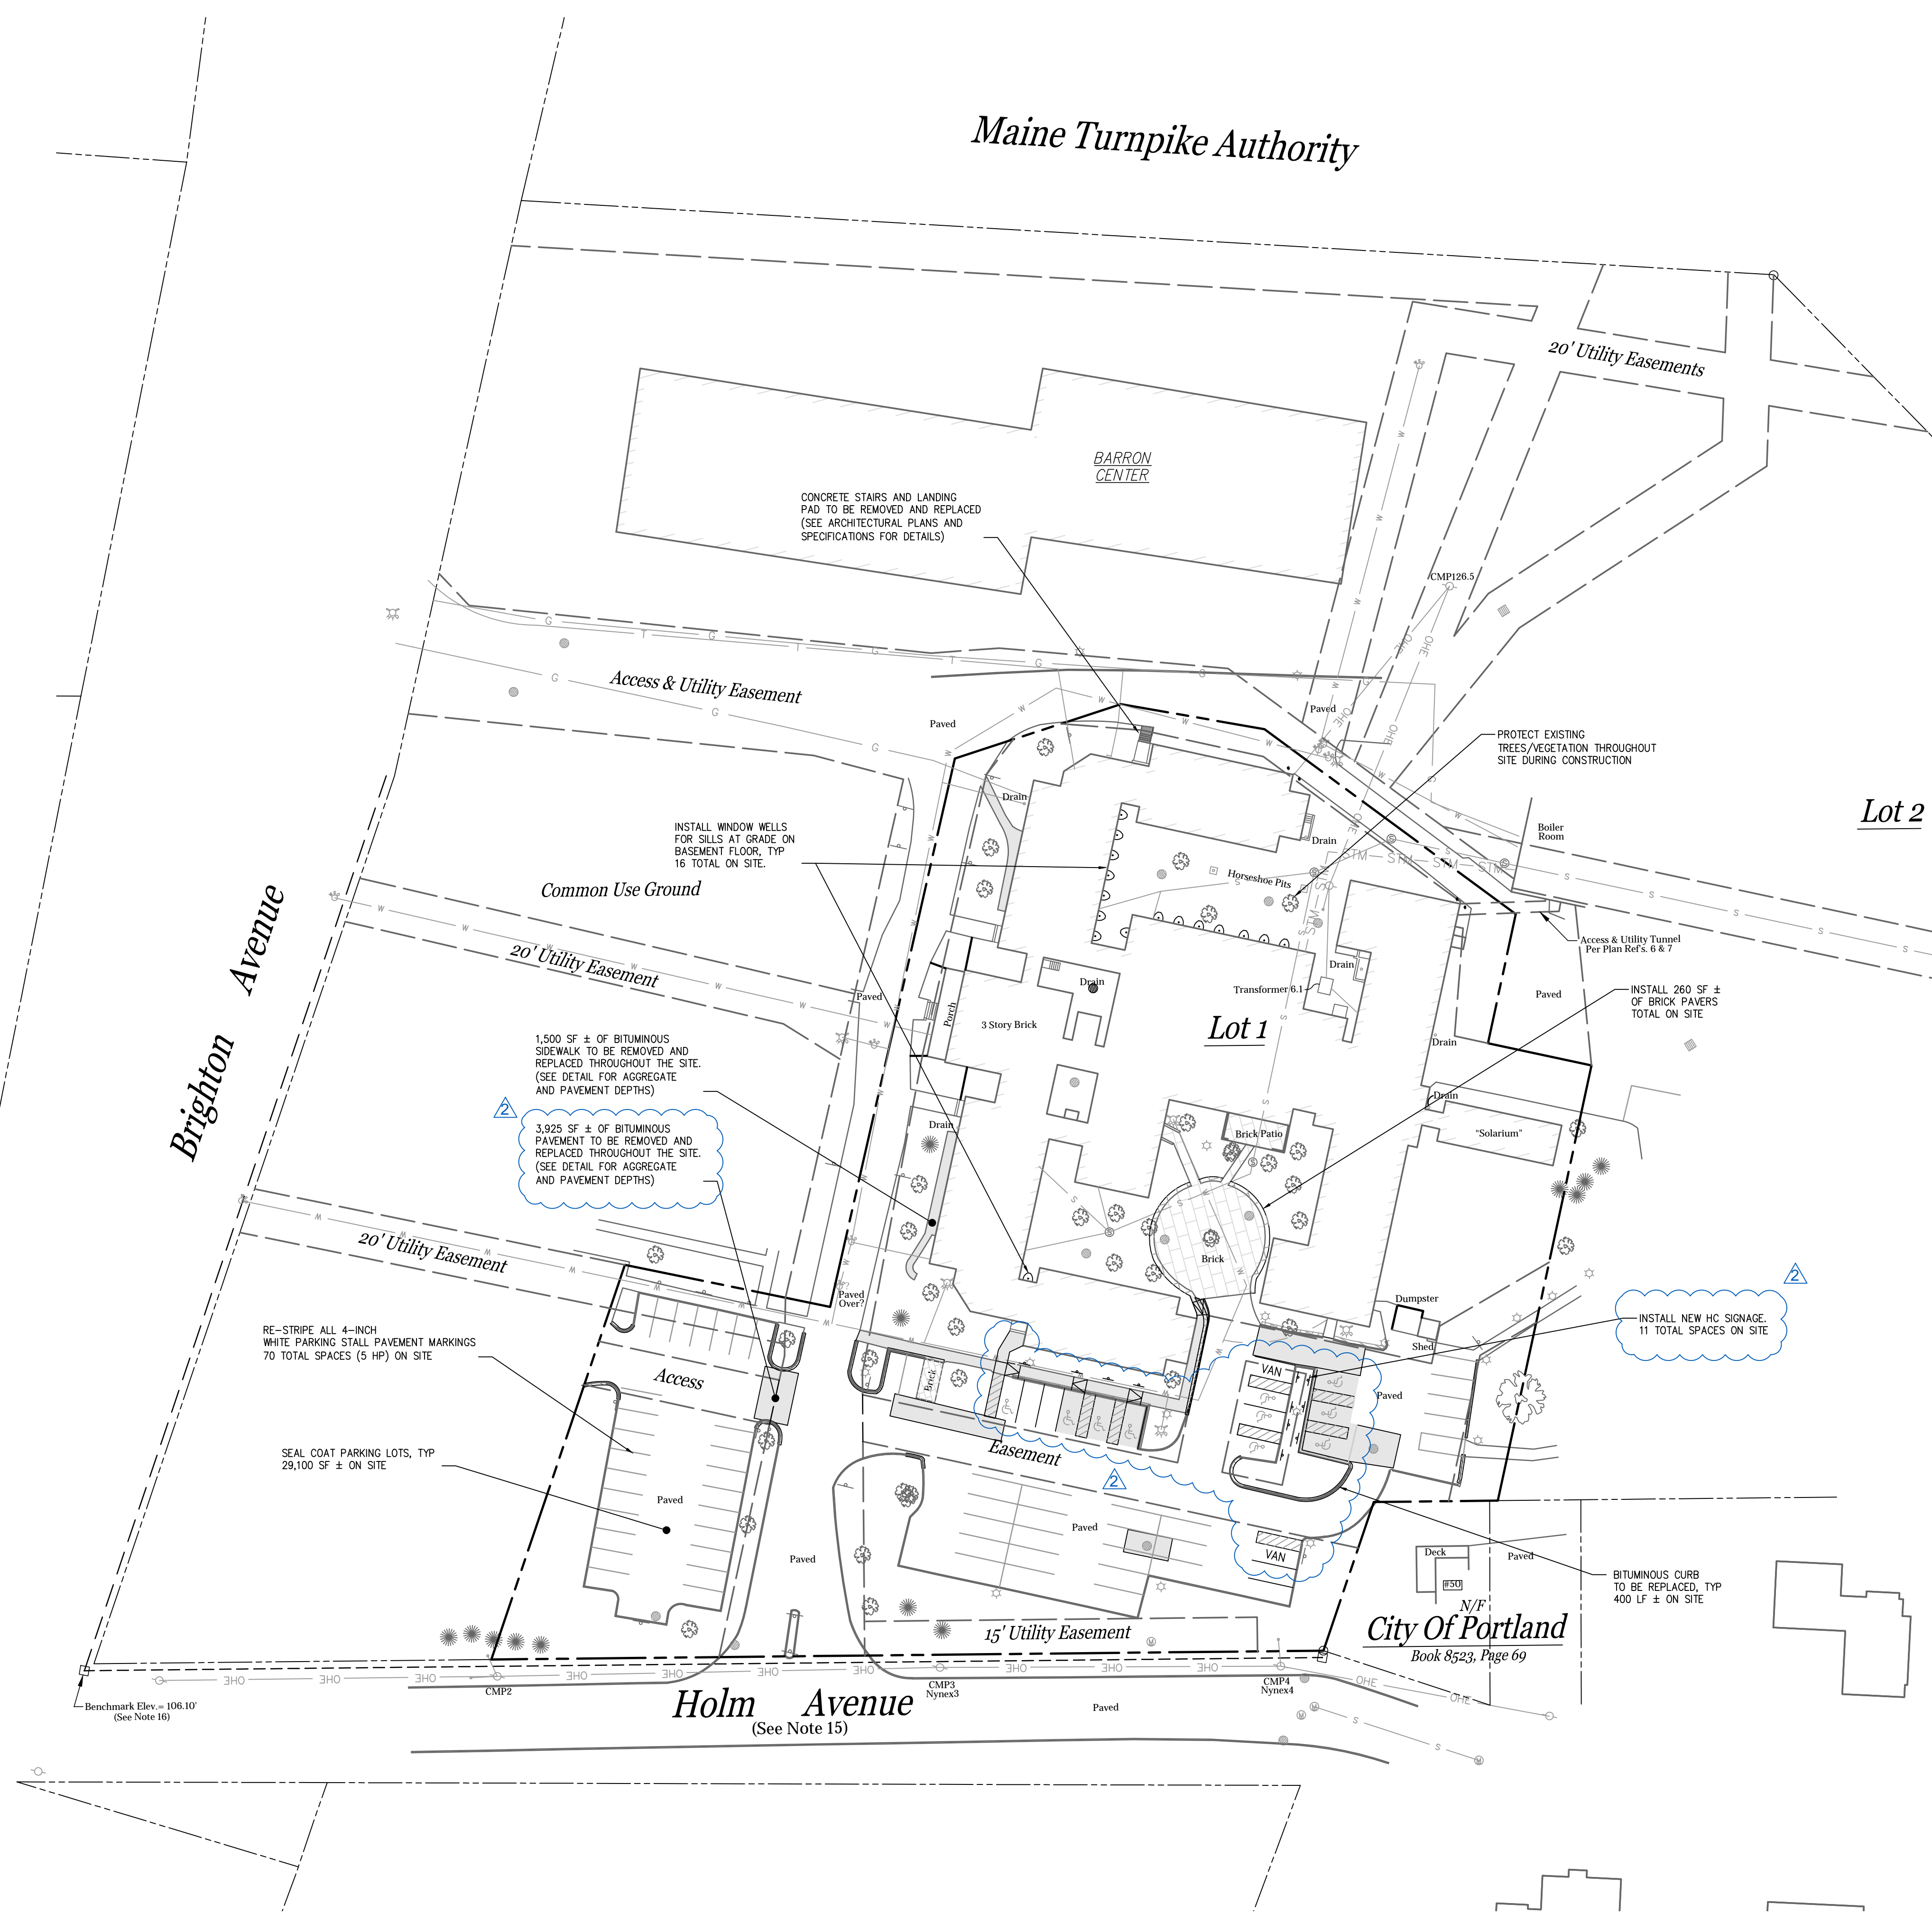 Maine Turnpike Authority
20' Utility Easements
BARRON
CENTER
CONCRETE STAIRS AND LANDING
PAD TO BE REMOVED AND REPLACED
(SEE ARCHITECTURAL PLANS AND
SPECIFICATIONS FOR DETAILS)
CMP126.5
Access & Utility Easement
Paved
Paved
PROTECT EXISTING
TREES/VEGETATION THROUGHOUT
SITE DURING CONSTRUCTION
Lot 2
Drain
INSTALL WINDOW WELLS
FOR SILLS AT GRADE ON
BASEMENT FLOOR, TYP
16 TOTAL ON SITE.
Boiler
Room
Drain
Horseshoe Pits
Common Use Ground
Brighton Avenue
20' Utility Easement
Access & Utility Tunnel
Per Plan Ref's. 6 & 7
Drain
Drain
Transformer 6.1
Paved
Paved
Porch
3 Story Brick
Lot 1
INSTALL 260 SF ±
OF BRICK PAVERS
TOTAL ON SITE
1,500 SF ± OF BITUMINOUS
SIDEWALK TO BE REMOVED AND
REPLACED THROUGHOUT THE SITE.
(SEE DETAIL FOR AGGREGATE
AND PAVEMENT DEPTHS)
Drain
Drain
2
3,925 SF ± OF BITUMINOUS
PAVEMENT TO BE REMOVED AND
REPLACED THROUGHOUT THE SITE.
(SEE DETAIL FOR AGGREGATE
AND PAVEMENT DEPTHS)
Drain
Brick Patio
"Solarium"
20' Utility Easement
Brick
Paved
Over?
Dumpster
2
INSTALL NEW HC SIGNAGE.
11 TOTAL SPACES ON SITE
RE-STRIPE ALL 4-INCH
WHITE PARKING STALL PAVEMENT MARKINGS
70 TOTAL SPACES (5 HP) ON SITE
Shed
Access
Brick
VAN
Paved
SEAL COAT PARKING LOTS, TYP
29,100 SF ± ON SITE
Easement
2
Paved
Paved
Paved
VAN
Deck
Paved
#50
BITUMINOUS CURB
TO BE REPLACED, TYP
400 LF ± ON SITE
N/F
City Of Portland
Book 8523, Page 69
15' Utility Easement
OHE OHE OHE OHE OHE OHE OHE OHE OHE OHE OHE OHE
CMP2
CMP3
Nynex3
CMP4
Nynex4
Benchmark Elev.= 106.10'
(See Note 16)
Holm Avenue
(See Note 15)
Paved